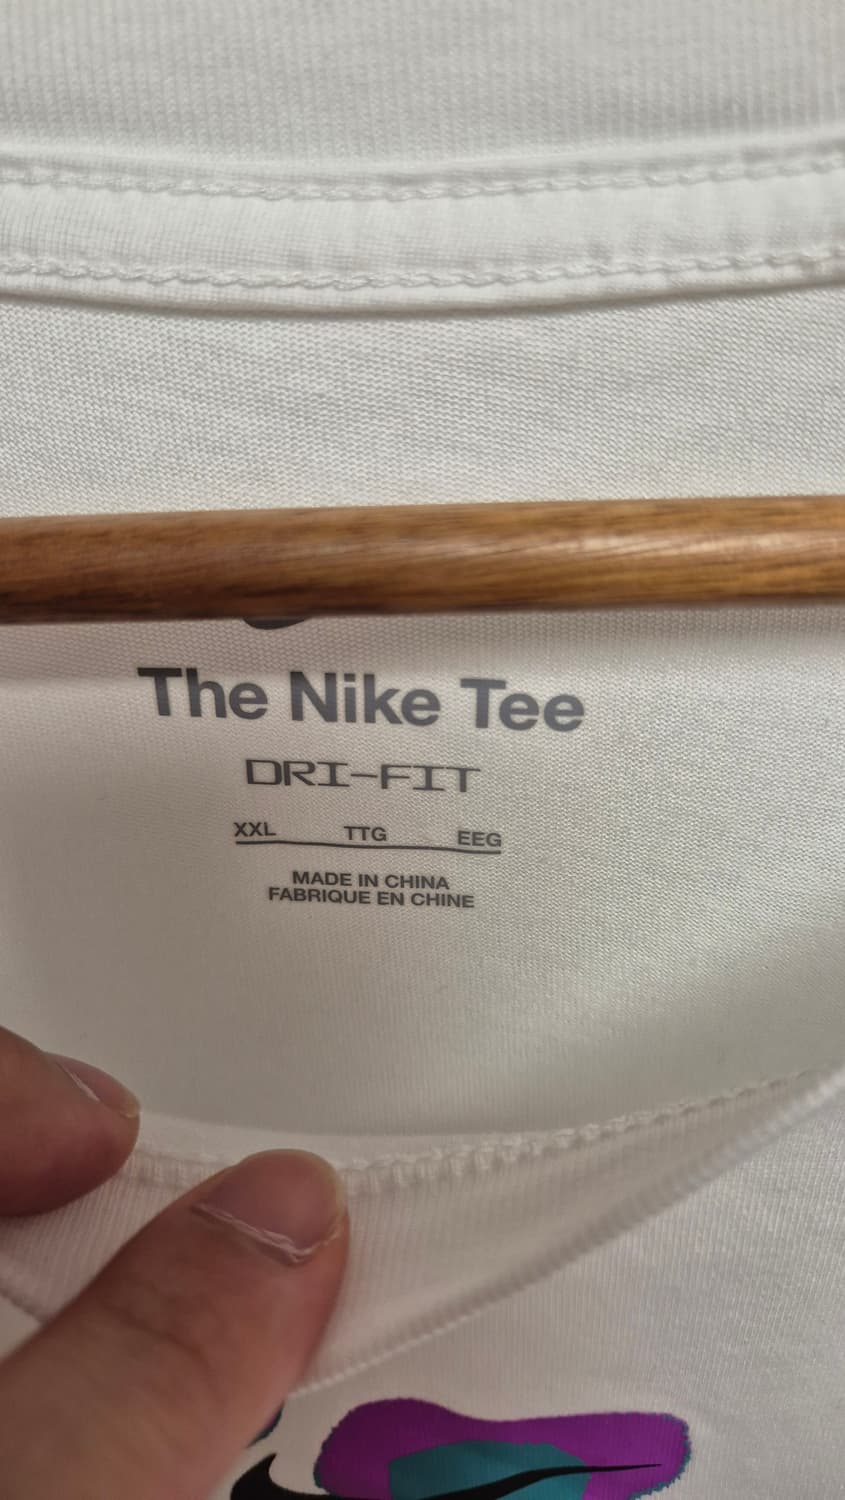 The Nike Tee
DRI-FIT
XXL TTG EEG
MADE IN CHINA
FABRIQUE EN CHINE